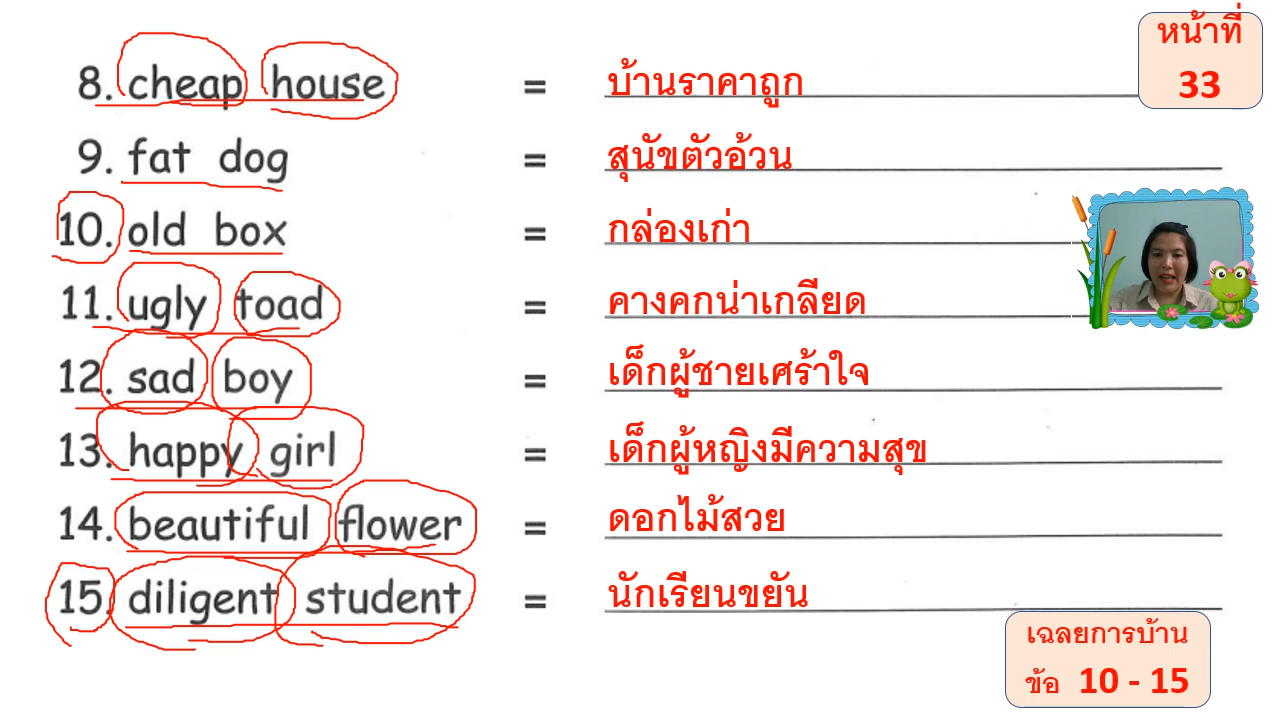 หน้าที่
33
8. cheap house = บ้านราคาถูก
9. fat dog = สุนัขตัวอ้วน
10. old box = กล่องเก่า
11. ugly toad = คางคกน่าเกลียด
12. sad boy = เด็กผู้ชายเศร้าใจ
13. happy girl = เด็กผู้หญิงมีความสุข
14. beautiful flower = ดอกไม้สวย
15. diligent student = นักเรียนขยัน
เฉลยการบ้าน
ข้อ 10 - 15